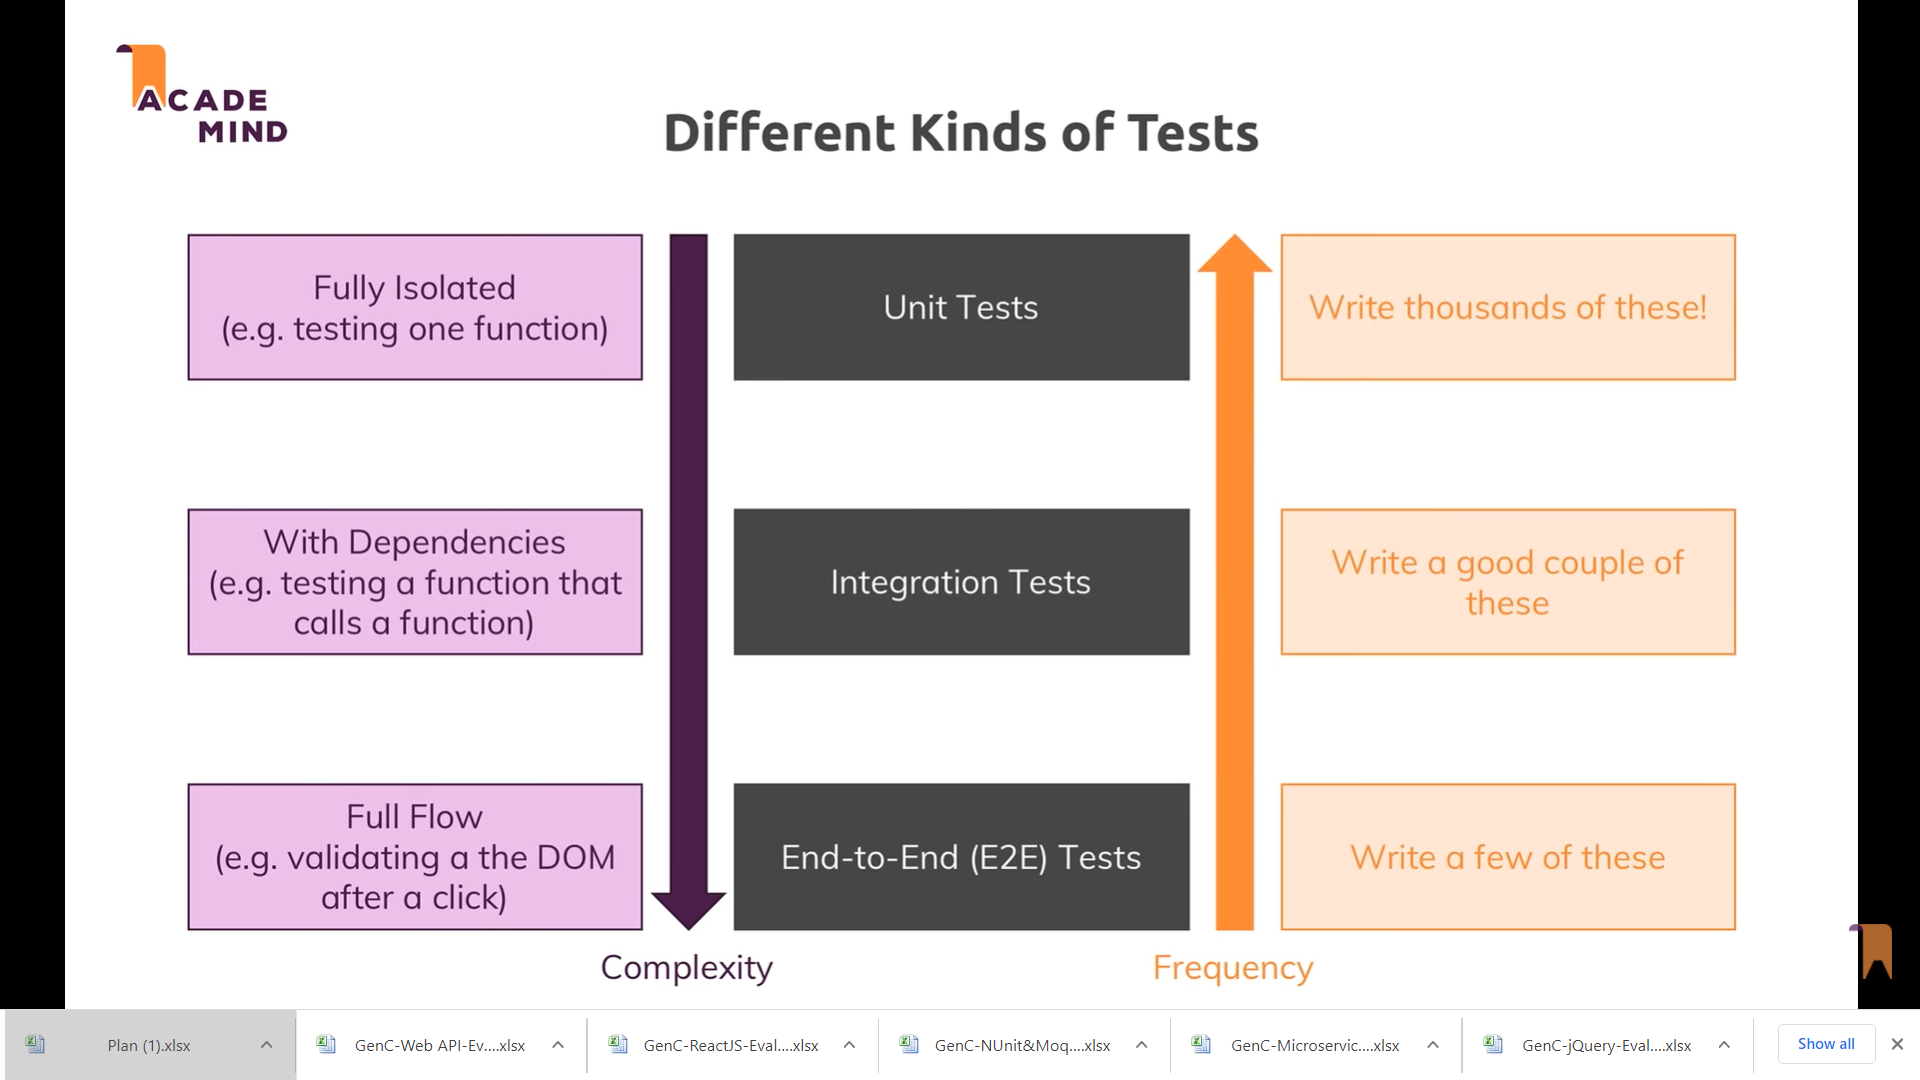 ACADE
MIND
Different Kinds of Tests
Fully Isolated
(e.g. testing one function)
Unit Tests
Write thousands of these!
With Dependencies
(e.g. testing a function that
calls a function)
Integration Tests
Write a good couple of
these
Full Flow
(e.g. validating a the DOM
after a click)
End-to-End (E2E) Tests
Write a few of these
Complexity
Frequency
Plan (1).xlsx
GenC-Web API-Ev....xlsx
GenC-ReactJS-Eval....xlsx
GenC-NUnit&Moq....xlsx
GenC-Microservic....xlsx
GenC-jQuery-Eval....xlsx
Show all